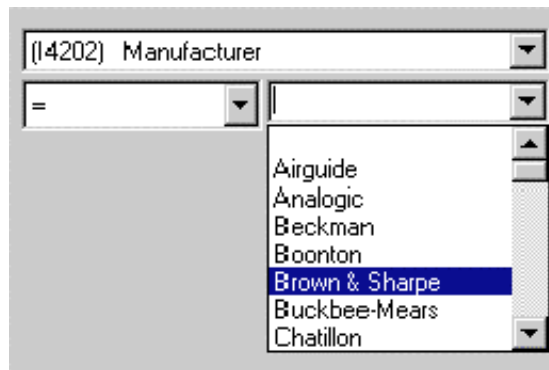 (I4202) Manufacturer
=
Airguide
Analogic
Beckman
Boonton
Brown & Sharpe
Buckbee-Mears
Chatillon